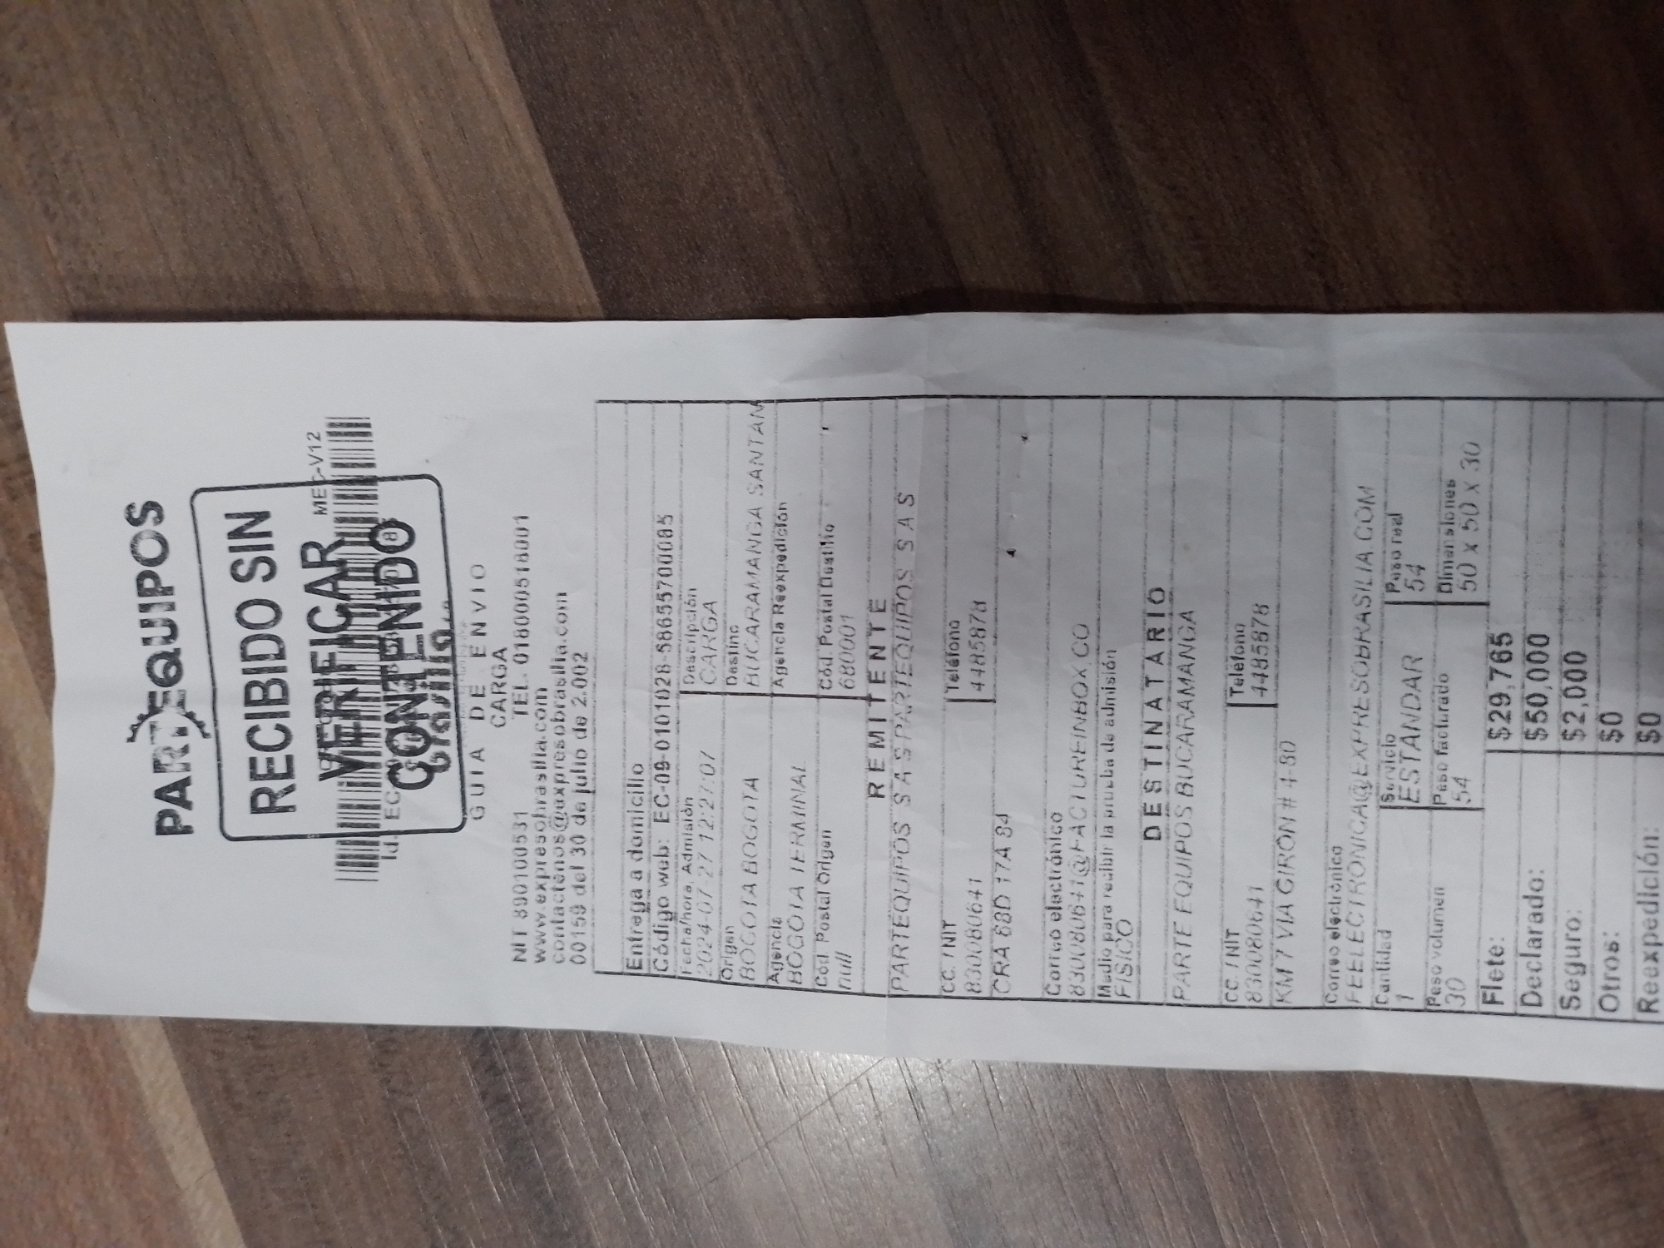 PARTEQUIPOS
RECIBIDO SIN
VERIFICAR
CONTENIDO
MEC-V12
GUIA DE ENVIO
CARGA
NIT 890100531 TEL. 0180000518001
www.expresobrasilia.com
contactenos@expresobrasilia.com
00159 del 30 de julio de 2.002
Entrega a domicilio
Código web: EC-09-0101028-5865570085
Fecha/hora. Admisión Descripción
2024-07-27 12:27:07 CARGA
Origen Destino
BOGOTA BOGOTA BUCARAMANGA SANTAN
Agencia Agencia Reexpedición
BOGOTA TERMINAL
Cód. Postal Origen Cód. Postal Destino
null 680001
REMITENTE
PARTEQUIPOS S A S PARTEQUIPOS S A S
CC. / NIT Teléfono
830080641 4485878
CRA 68D 17A 84
Correo electrónico
830080641@FACTUREINBOX.CO
Medio para recibir la prueba de admisión
FISICO
DESTINATARIO
PARTE EQUIPOS BUCARAMANGA
CC. / NIT Telefono
830080641 4485878
KM 7 VIA GIRON # 4-80
Correo electrónico
FEELECTRONICA@EXPRESOBRASILIA.COM
Cantidad Servicio Peso real
1 ESTANDAR 54
Peso volumen Peso facturado Dimensiones
30 54 50 x 50 x 30
Flete: $29,765
Declarado: $50,000
Seguro: $2,000
Otros: $0
Reexpedición: $0